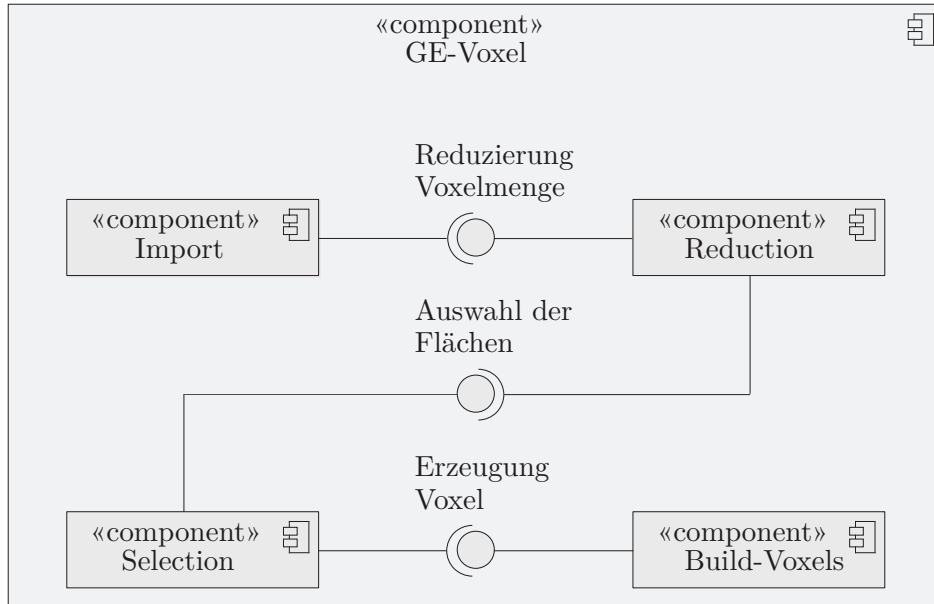 «component»
GE-Voxel
Reduzierung
Voxelmenge
«component»
Import
«component»
Reduction
Auswahl der
Flächen
Erzeugung
Voxel
«component»
Selection
«component»
Build-Voxels